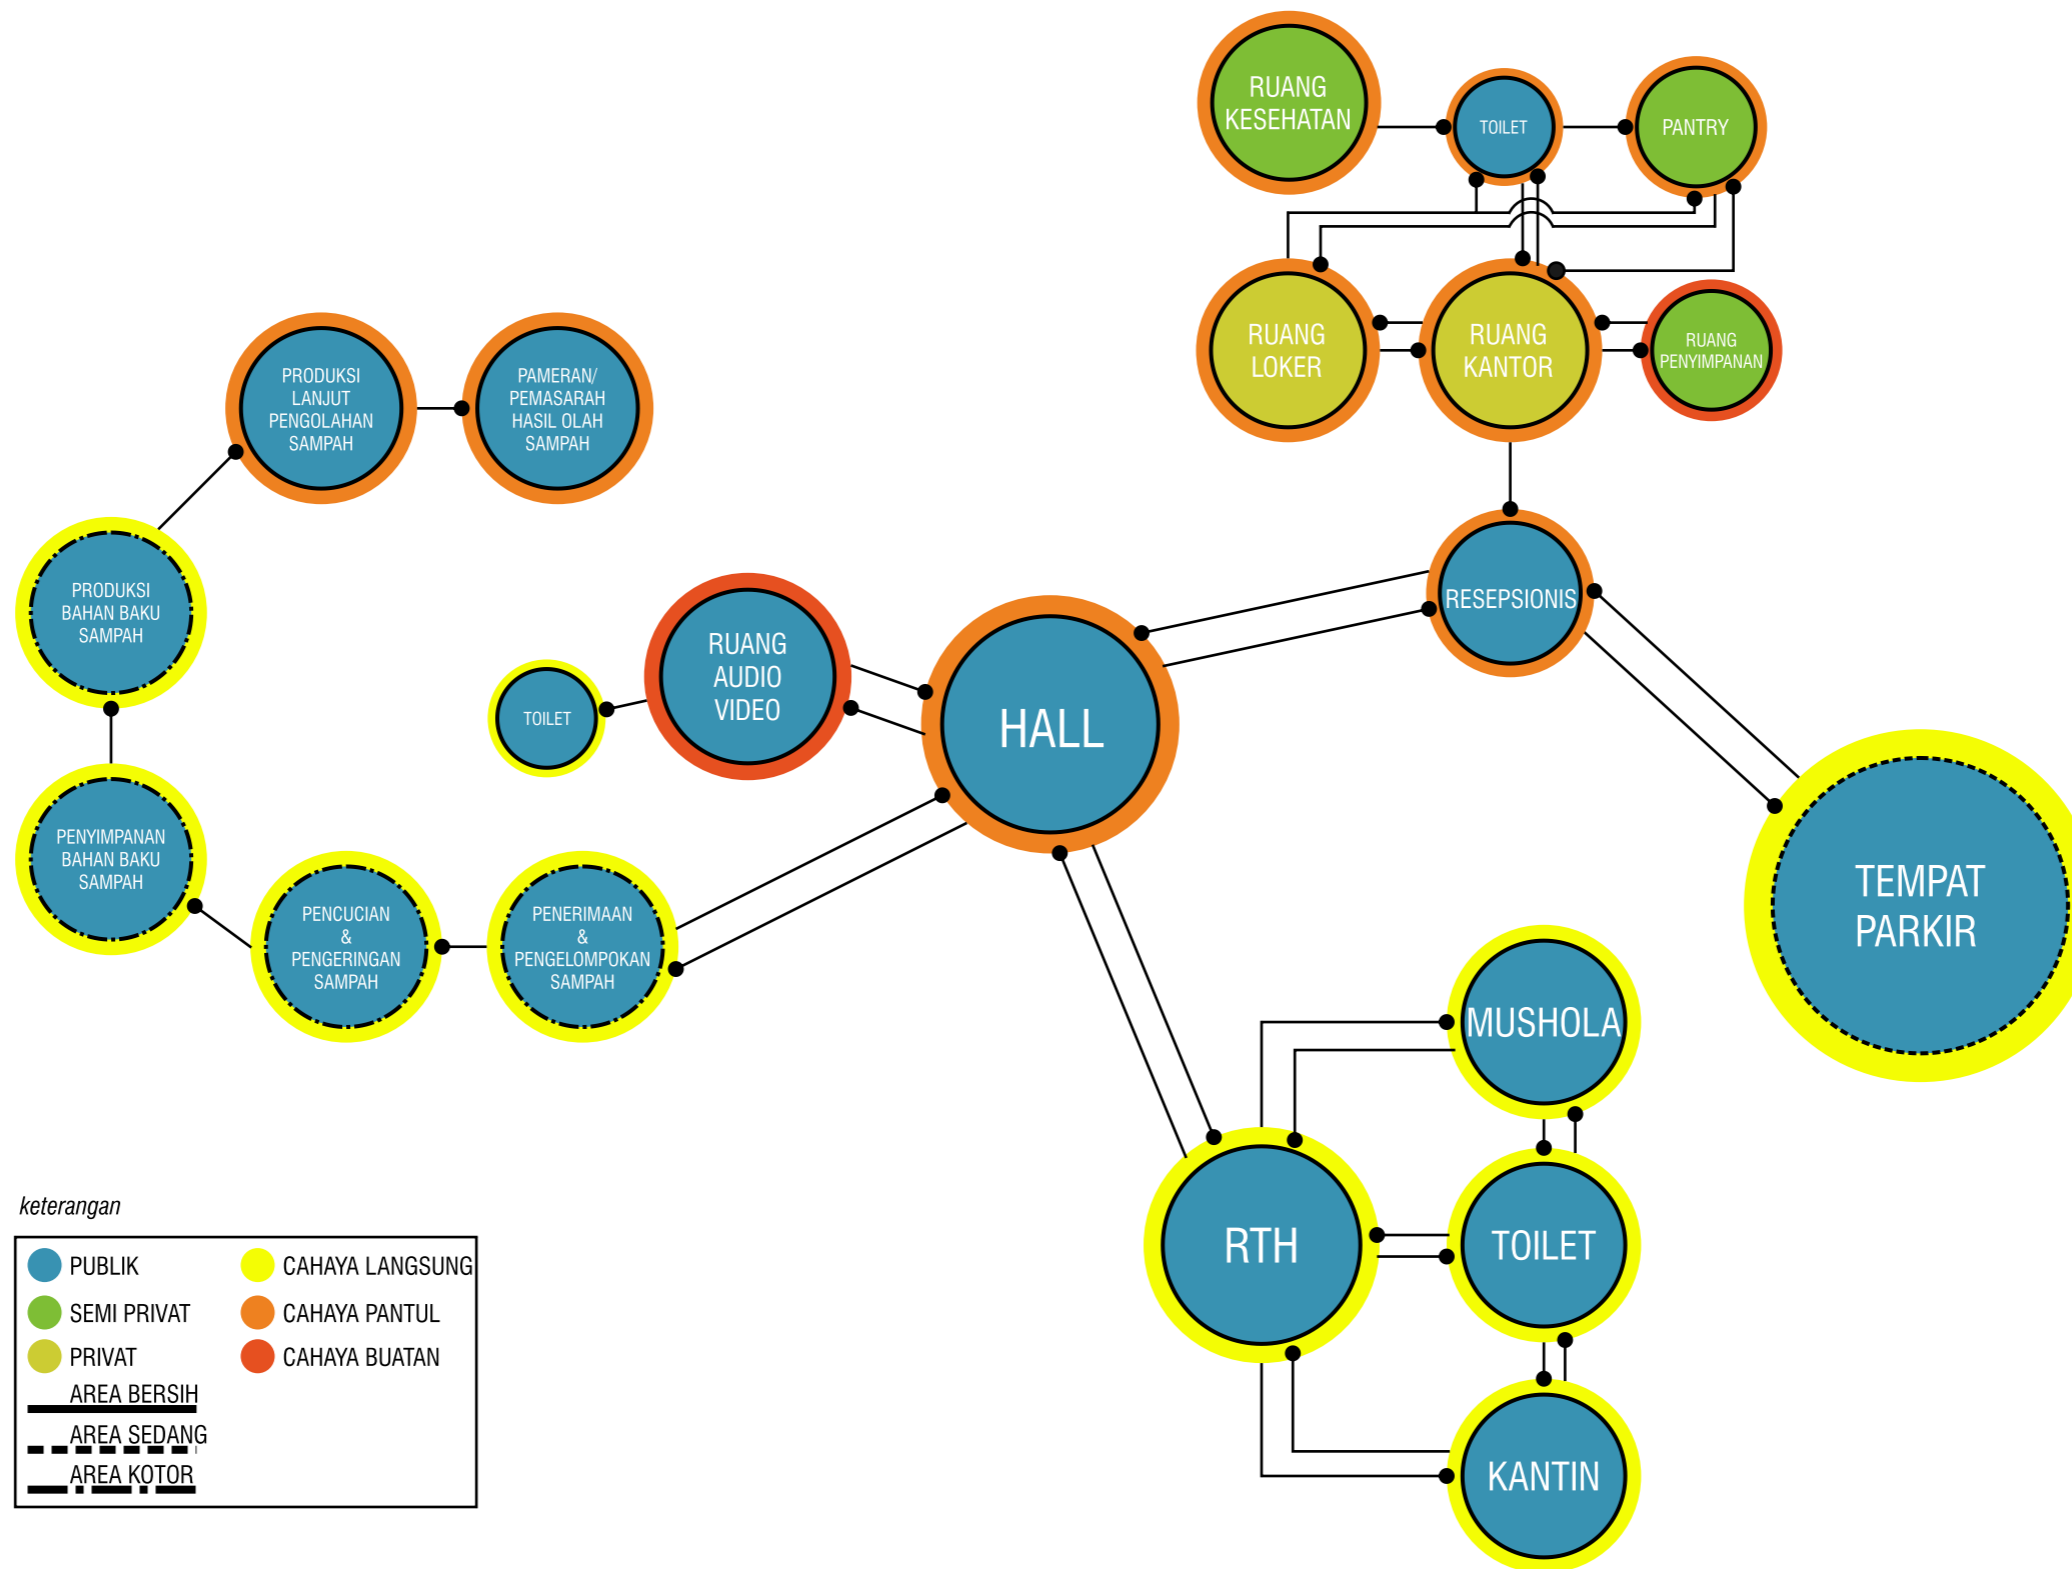 RUANG
KESEHATAN
TOILET
PANTRY
RUANG
LOKER
RUANG
KANTOR
RUANG
PENYIMPANAN
PRODUKSI
LANJUT
PENGOLAHAN
SAMPAH
PAMERAN/
PEMASARAH
HASIL OLAH
SAMPAH
PRODUKSI
BAHAN BAKU
SAMPAH
RESEPSIONIS
RUANG
AUDIO
VIDEO
TOILET
HALL
PENYIMPANAN
BAHAN BAKU
SAMPAH
PENCUCIAN
&
PENGERINGAN
SAMPAH
PENERIMAAN
&
PENGELOMPOKAN
SAMPAH
TEMPAT
PARKIR
MUSHOLA
RTH
TOILET
KANTIN
keterangan
PUBLIK
SEMI PRIVAT
PRIVAT
AREA BERSIH
AREA SEDANG
AREA KOTOR
CAHAYA LANGSUNG
CAHAYA PANTUL
CAHAYA BUATAN